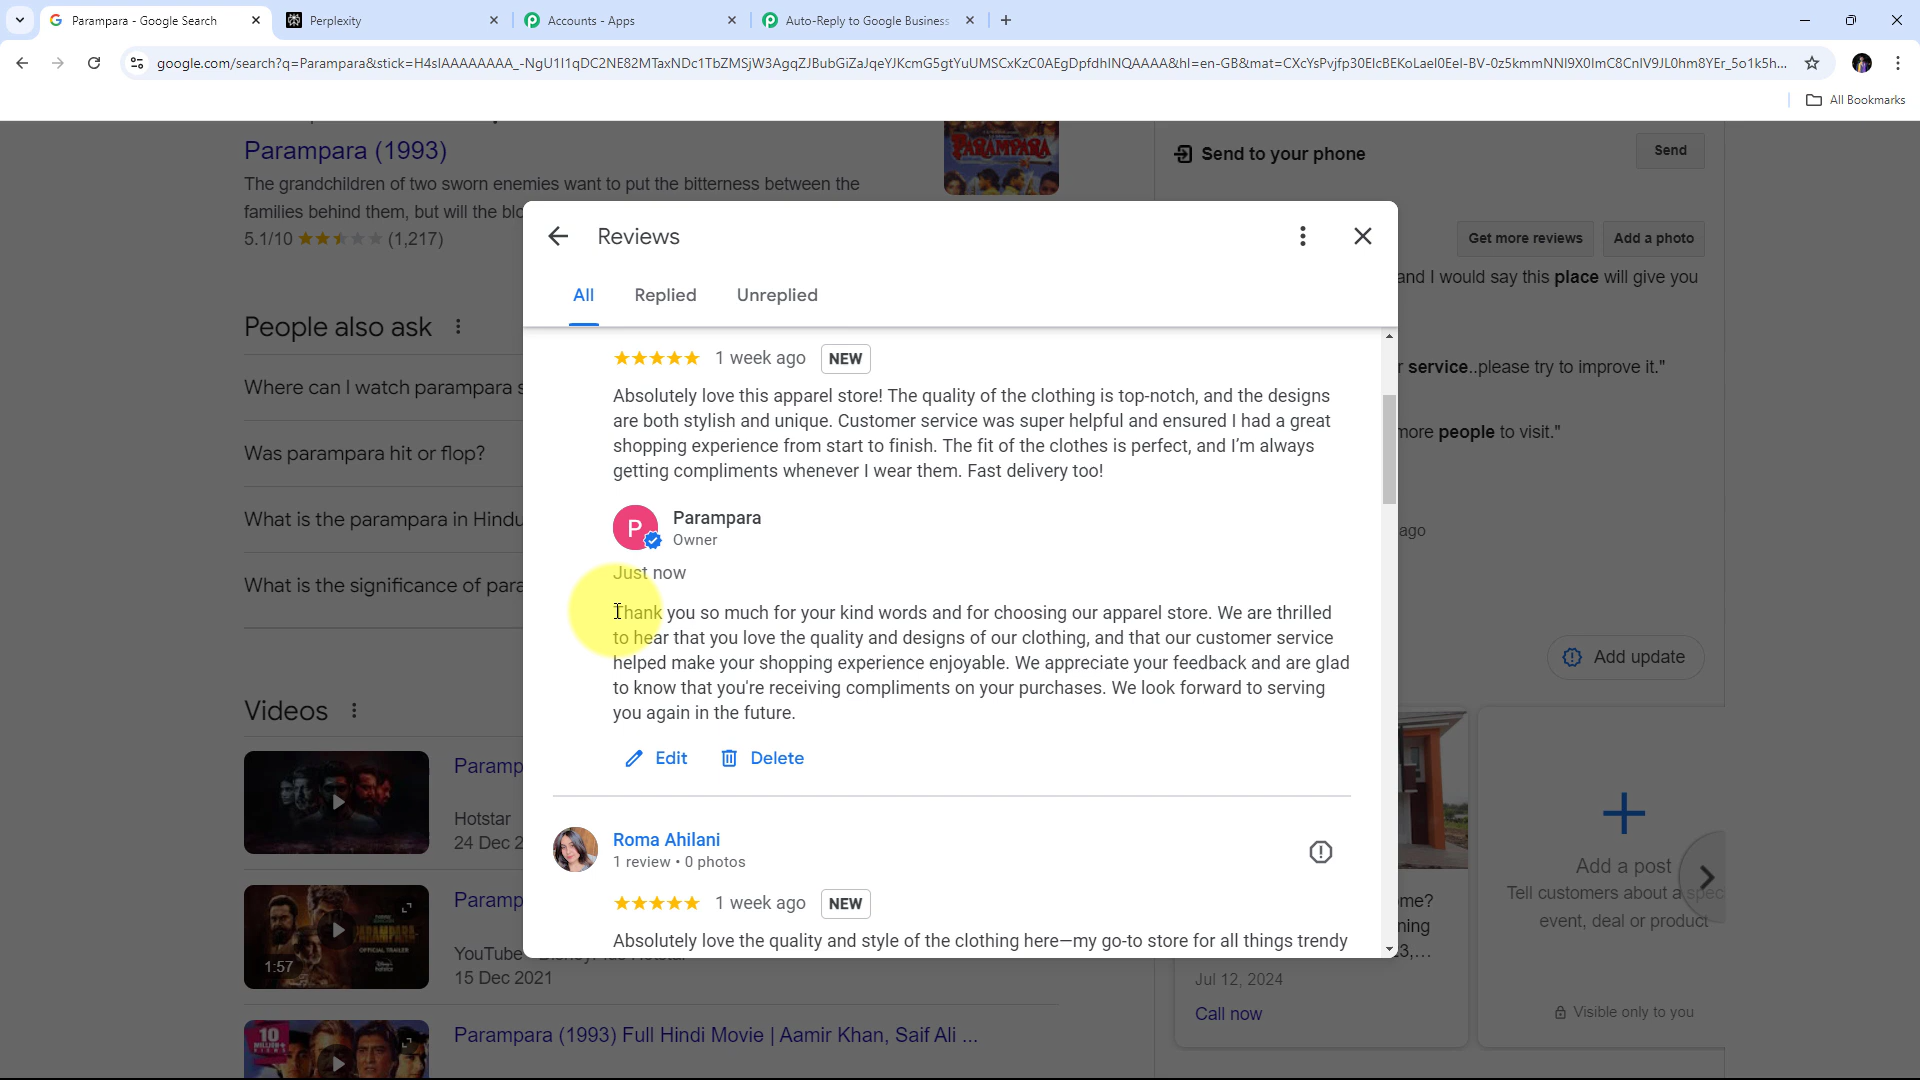 Parampara - Google Search
Perplexity
Accounts - Apps
Auto-Reply to Google Business
google.com/search?q=Parampara&stick=
All Bookmarks
Parampara (1993)
The grandchildren of two sworn enemies want to put the bitterness between the
families behind them, but will the
5.1/10
(1,217)
PARAMPARA
Send to your phone
Send
Get more reviews
Add a photo
and I would say this place will give you
service..please try to improve it."
more people to visit."
ago
Add update
People also ask
Where can I watch parampara
Was parampara hit or flop?
What is the parampara in Hindu
What is the significance of
Videos
Hotstar
24 Dec
YouTube
15 Dec 2021
1:57
PARAMPARA
OFFICIAL TRAILER
10
Parampara (1993) Full Hindi Movie | Aamir Khan, Saif Ali ...
Reviews
All
Replied
Unreplied
1 week ago
NEW
Absolutely love this apparel store! The quality of the clothing is top-notch, and the designs
are both stylish and unique. Customer service was super helpful and ensured I had a great
shopping experience from start to finish. The fit of the clothes is perfect, and I'm always
getting compliments whenever I wear them. Fast delivery too!
P
Parampara
Owner
Just now
Thank you so much for your kind words and for choosing our apparel store. We are thrilled
to hear that you love the quality and designs of our clothing, and that our customer service
helped make your shopping experience enjoyable. We appreciate your feedback and are glad
to know that you're receiving compliments on your purchases. We look forward to serving
you again in the future.
Edit
Delete
Roma Ahilani
1 review • 0 photos
1 week ago
NEW
Absolutely love the quality and style of the clothing here—my go-to store for all things trendy
Jul 12, 2024
Call now
Add a post
Tell customers about a
event, deal or product
Visible only to you